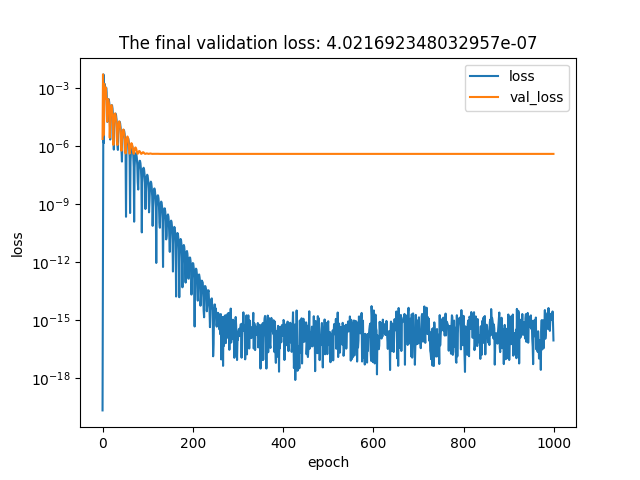 The final validation loss: 4.021692348032957e-07
loss
val_loss
10⁻³
10⁻⁶
10⁻⁹
10⁻¹²
10⁻¹⁵
10⁻¹⁸
loss
0 200 400 600 800 1000
epoch